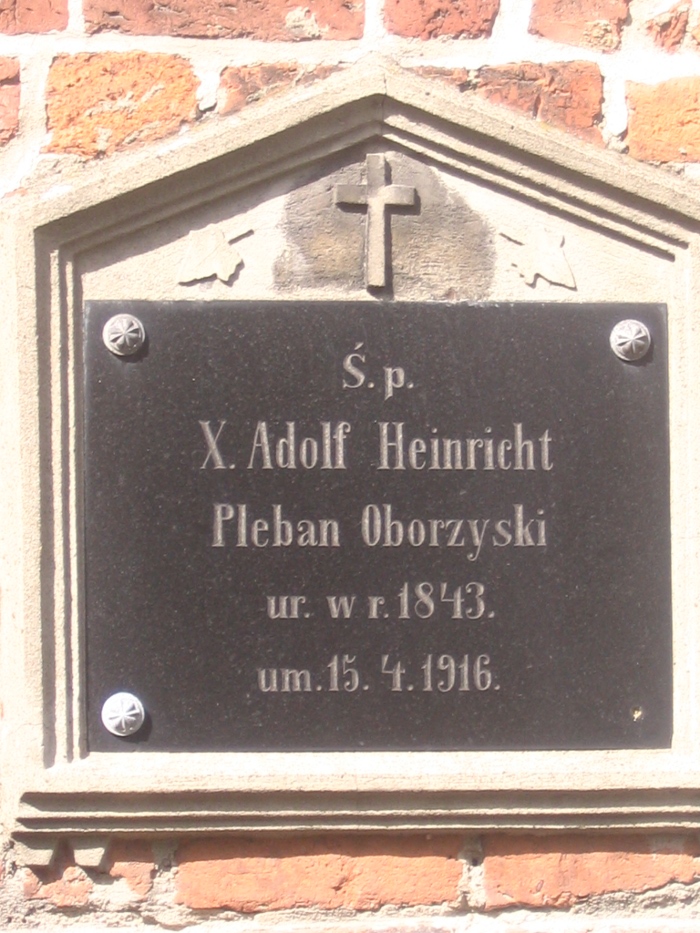 Ś. p.
X. Adolf Heinricht
Pleban Oborzyski
ur. w r. 1843.
um. 15. 4. 1916.